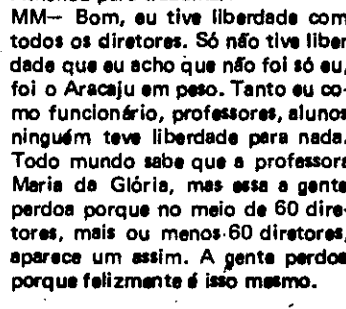 MM— Bom, eu tive liberdade com
todos os diretores. Só não tive liber
dade que eu acho que não foi só eu,
foi o Aracaju em peso. Tanto eu co-
mo funcionário, professores, alunos
ninguém teve liberdade para nada.
Todo mundo sabe que a professora
Maria da Glória, mas essa a gente
perdoa porque no meio de 60 dire-
tores, mais ou menos 60 diretores,
aparece um assim. A gente perdoa
porque felizmente é isso mesmo.